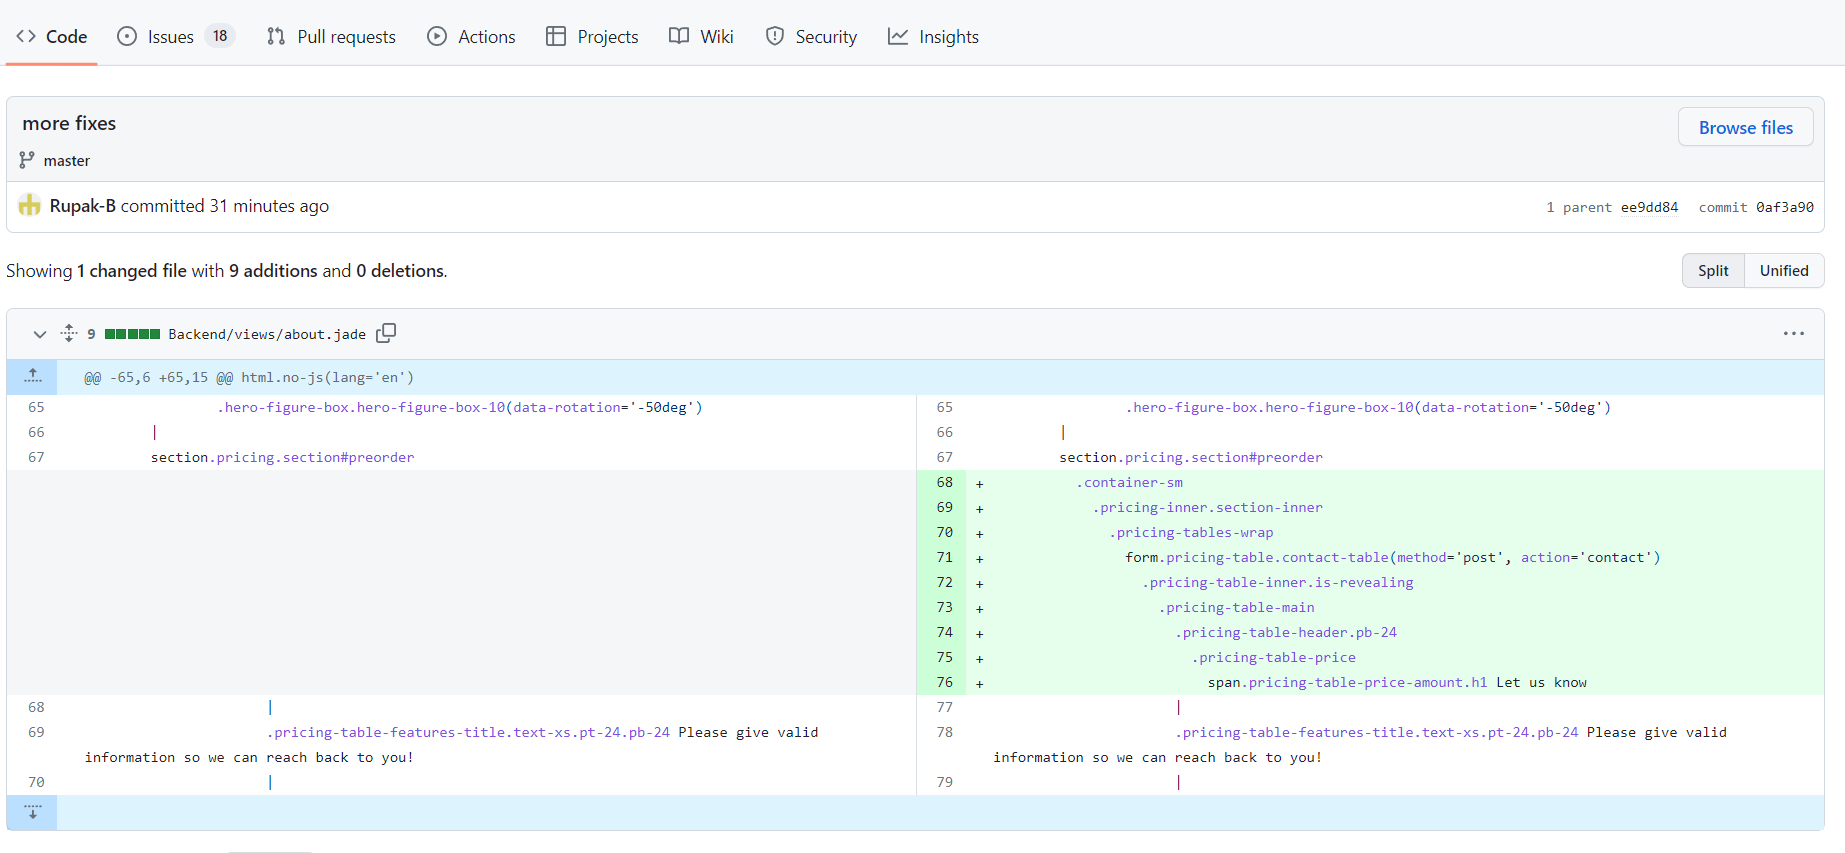 Code Issues 18 Pull requests Actions Projects Wiki Security Insights
more fixes
Browse files
master
Rupak-B committed 31 minutes ago
1 parent ee9dd84 commit 0af3a90
Showing 1 changed file with 9 additions and 0 deletions.
Split Unified
9 Backend/views/about.jade
@@ -65,6 +65,15 @@ html.no-js(lang='en')
65 .hero-figure-box.hero-figure-box-10(data-rotation='-50deg')
66 |
67 section.pricing.section#preorder
68 |
69 .pricing-table-features-title.text-xs.pt-24.pb-24 Please give valid
information so we can reach back to you!
70 |
65 .hero-figure-box.hero-figure-box-10(data-rotation='-50deg')
66 |
67 section.pricing.section#preorder
68 + .container-sm
69 + .pricing-inner.section-inner
70 + .pricing-tables-wrap
71 + form.pricing-table.contact-table(method='post', action='contact')
72 + .pricing-table-inner.is-revealing
73 + .pricing-table-main
74 + .pricing-table-header.pb-24
75 + .pricing-table-price
76 + span.pricing-table-price-amount.h1 Let us know
77 |
78 .pricing-table-features-title.text-xs.pt-24.pb-24 Please give valid
information so we can reach back to you!
79 |